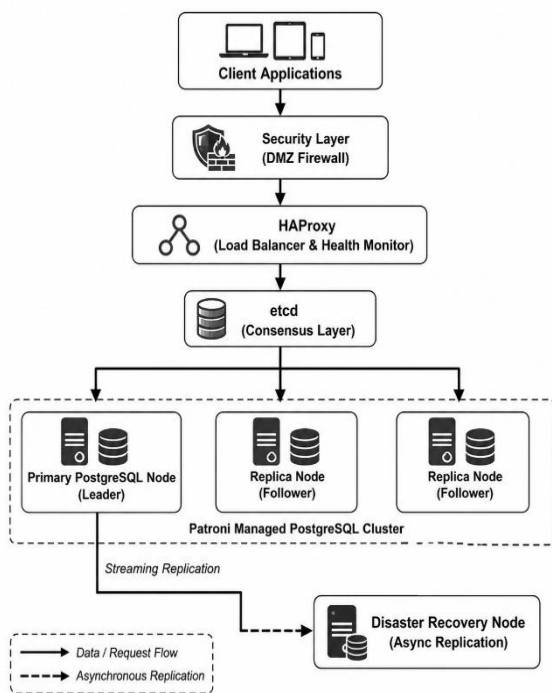 Client Applications
Security Layer
(DMZ Firewall)
HAProxy
(Load Balancer & Health Monitor)
etcd
(Consensus Layer)
Primary PostgreSQL Node
(Leader)
Replica Node
(Follower)
Replica Node
(Follower)
Patroni Managed PostgreSQL Cluster
Streaming Replication
Disaster Recovery Node
(Async Replication)
Data / Request Flow
Asynchronous Replication